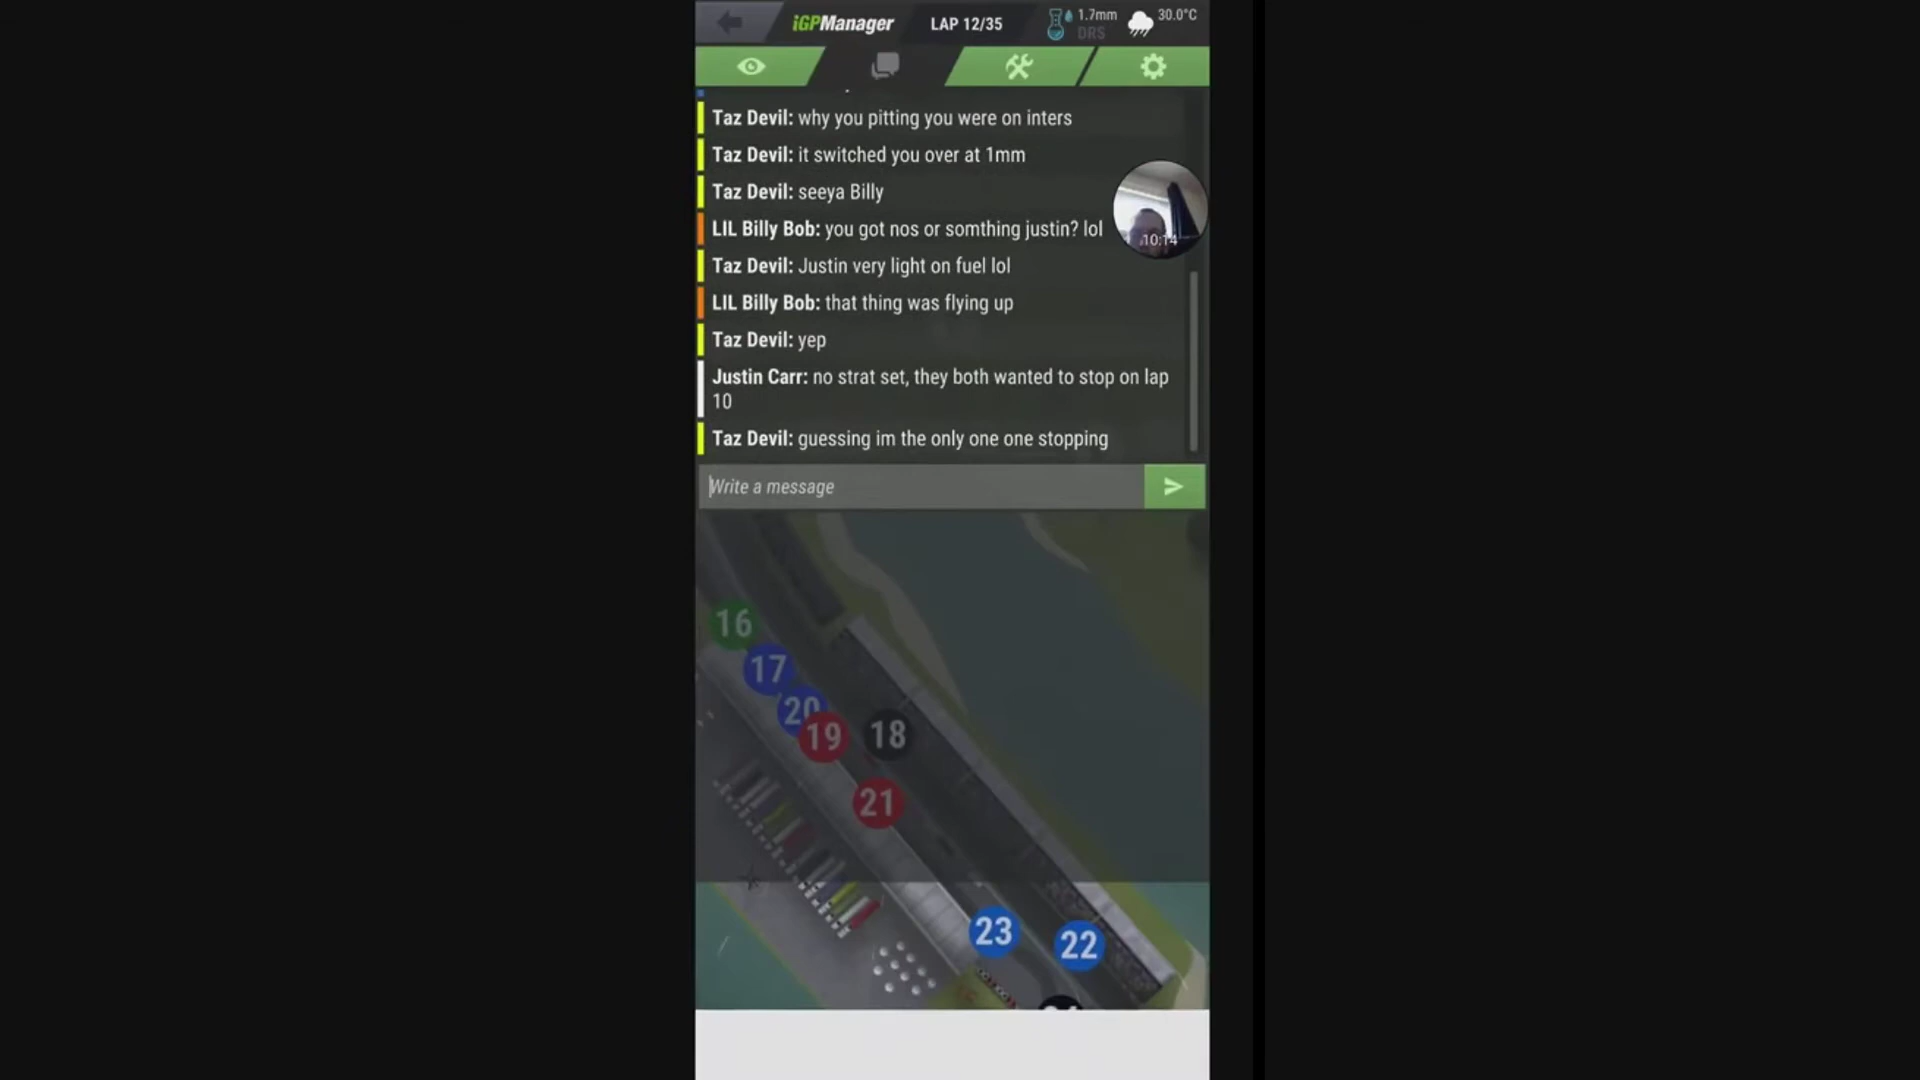 iGPManager LAP 12/35 1.7mm 30.0°C
DRS
Taz Devil: why you pitting you were on inters
Taz Devil: it switched you over at 1mm
Taz Devil: seeya Billy
LIL Billy Bob: you got nos or somthing justin? lol
10:14
Taz Devil: Justin very light on fuel lol
LIL Billy Bob: that thing was flying up
Taz Devil: yep
Justin Carr: no strat set, they both wanted to stop on lap
10
Taz Devil: guessing im the only one one stopping
Write a message
16
17
20
19 18
21
23 22